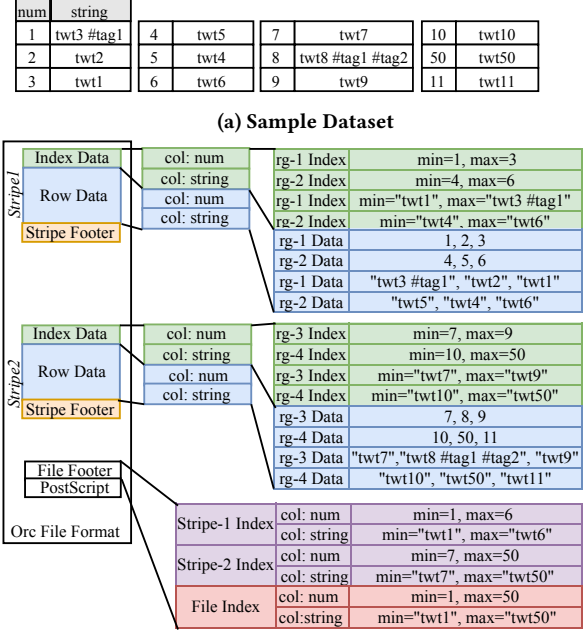 num string
1 twt3 #tag1 4 twt5 7 twt7 10 twt10
2 twt2 5 twt4 8 twt8 #tag1 #tag2 50 twt50
3 twt1 6 twt6 9 twt9 11 twt11
(a) Sample Dataset
Stripe1
Index Data
Row Data
Stripe Footer
col: num
col: string
col: num
col: string
rg-1 Index min=1, max=3
rg-2 Index min=4, max=6
rg-1 Index min="twt1", max="twt3 #tag1"
rg-2 Index min="twt4", max="twt6"
rg-1 Data 1, 2, 3
rg-2 Data 4, 5, 6
rg-1 Data "twt3 #tag1", "twt2", "twt1"
rg-2 Data "twt5", "twt4", "twt6"
Stripe2
Index Data
Row Data
Stripe Footer
col: num
col: string
col: num
col: string
rg-3 Index min=7, max=9
rg-4 Index min=10, max=50
rg-3 Index min="twt7", max="twt9"
rg-4 Index min="twt10", max="twt50"
rg-3 Data 7, 8, 9
rg-4 Data 10, 50, 11
rg-3 Data "twt7","twt8 #tag1 #tag2", "twt9"
rg-4 Data "twt10", "twt50", "twt11"
File Footer
PostScript
Orc File Format
Stripe-1 Index col: num min=1, max=6
col: string min="twt1", max="twt6"
Stripe-2 Index col: num min=7, max=50
col: string min="twt7", max="twt50"
File Index col: num min=1, max=50
col:string min="twt1", max="twt50"